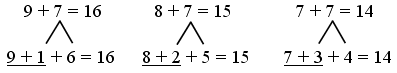 9 + 7 = 16 8 + 7 = 15 7 + 7 = 14
9 + 1 + 6 = 16 8 + 2 + 5 = 15 7 + 3 + 4 = 14